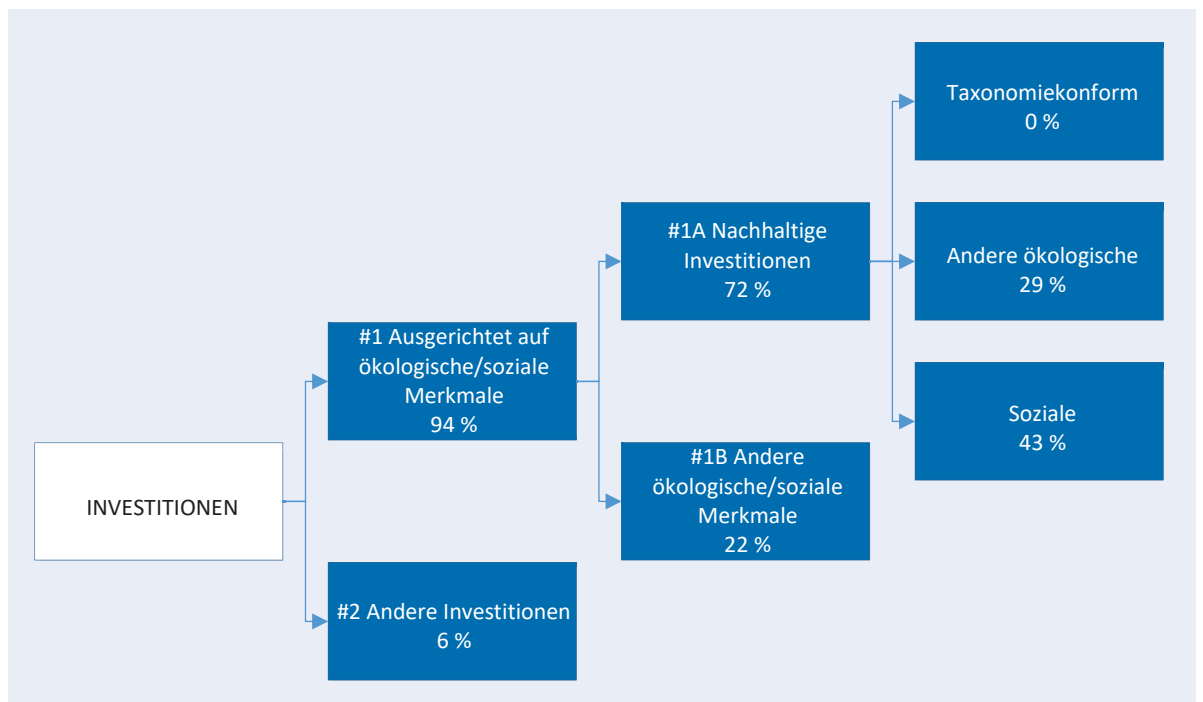 INVESTITIONEN
#1 Ausgerichtet auf
ökologische/soziale
Merkmale
94 %
#2 Andere Investitionen
6 %
#1A Nachhaltige
Investitionen
72 %
#1B Andere
ökologische/soziale
Merkmale
22 %
Taxonomiekonform
0 %
Andere ökologische
29 %
Soziale
43 %